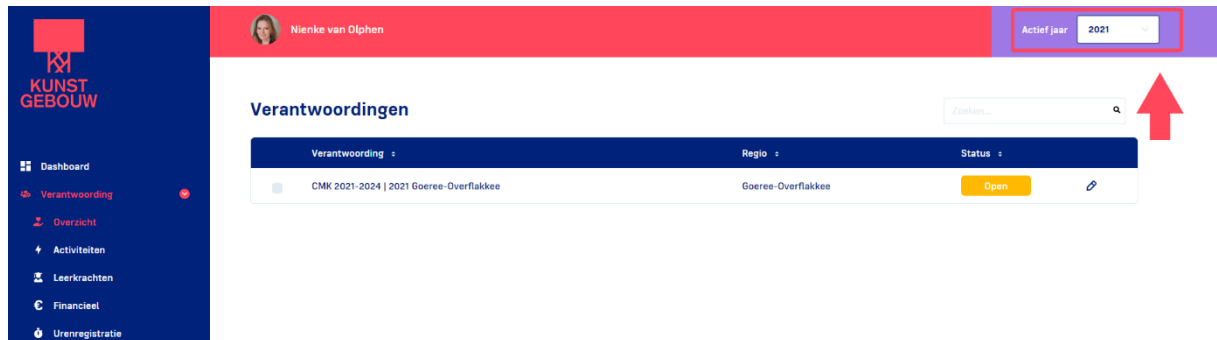 KUNST
GEBOUW
Dashboard
Verantwoording
Overzicht
Activiteiten
Leerkrachten
Financieel
Urenregistratie
Nienke van Olphen
Actief jaar 2021
Verantwoordingen
Zoeken...
Verantwoording Regio Status
CMK 2021-2024 | 2021 Goeree-Overflakkee Goeree-Overflakkee Open